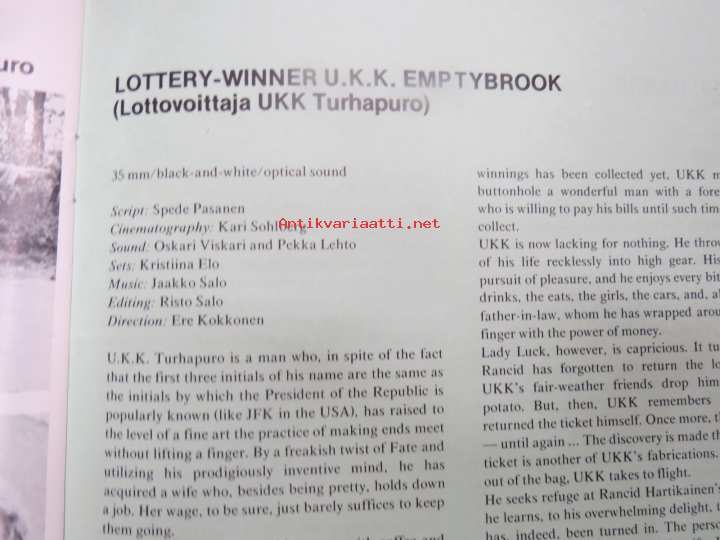 uro
LOTTERY-WINNER U.K.K. EMPTYBROOK
(Lottovoittaja UKK Turhapuro)
35 mm/black-and-white/optical sound
Script: Spede Pasanen
Cinematography: Kari Sohlberg
Sound: Oskari Viskari and Pekka Lehto
Sets: Kristiina Elo
Music: Jaakko Salo
Editing: Risto Salo
Direction: Ere Kokkonen
U.K.K. Turhapuro is a man who, in spite of the fact
that the first three initials of his name are the same as
the initials by which the President of the Republic is
popularly known (like JFK in the USA), has raised to
the level of a fine art the practice of making ends meet
without lifting a finger. By a freakish twist of Fate and
utilizing his prodigiously inventive mind, he has
acquired a wife who, besides being pretty, holds down
a job. Her wage, to be sure, just barely suffices to keep
them going.
winnings has been collected yet, UKK m
buttonhole a wonderful man with a fore
who is willing to pay his bills until such tim
collect.
UKK is now lacking for nothing. He throw
of his life recklessly into high gear. His
pursuit of pleasure, and he enjoys every bit
drinks, the eats, the girls, the cars, and, al
father-in-law, whom he has wrapped arou
finger with the power of money.
Lady Luck, however, is capricious. It tu
Rancid has forgotten to return the lo
UKK's fair-weather friends drop him
potato. But, then, UKK remembers
returned the ticket himself. Once more, th
— until again ... The discovery is made th
ticket is another of UKK's fabrications.
out of the bag, UKK takes to flight.
He seeks refuge at Rancid Hartikainen's
he learns, to his overwhelming delight, t
has, indeed, been turned in. The perso
Antikvariaatti.net